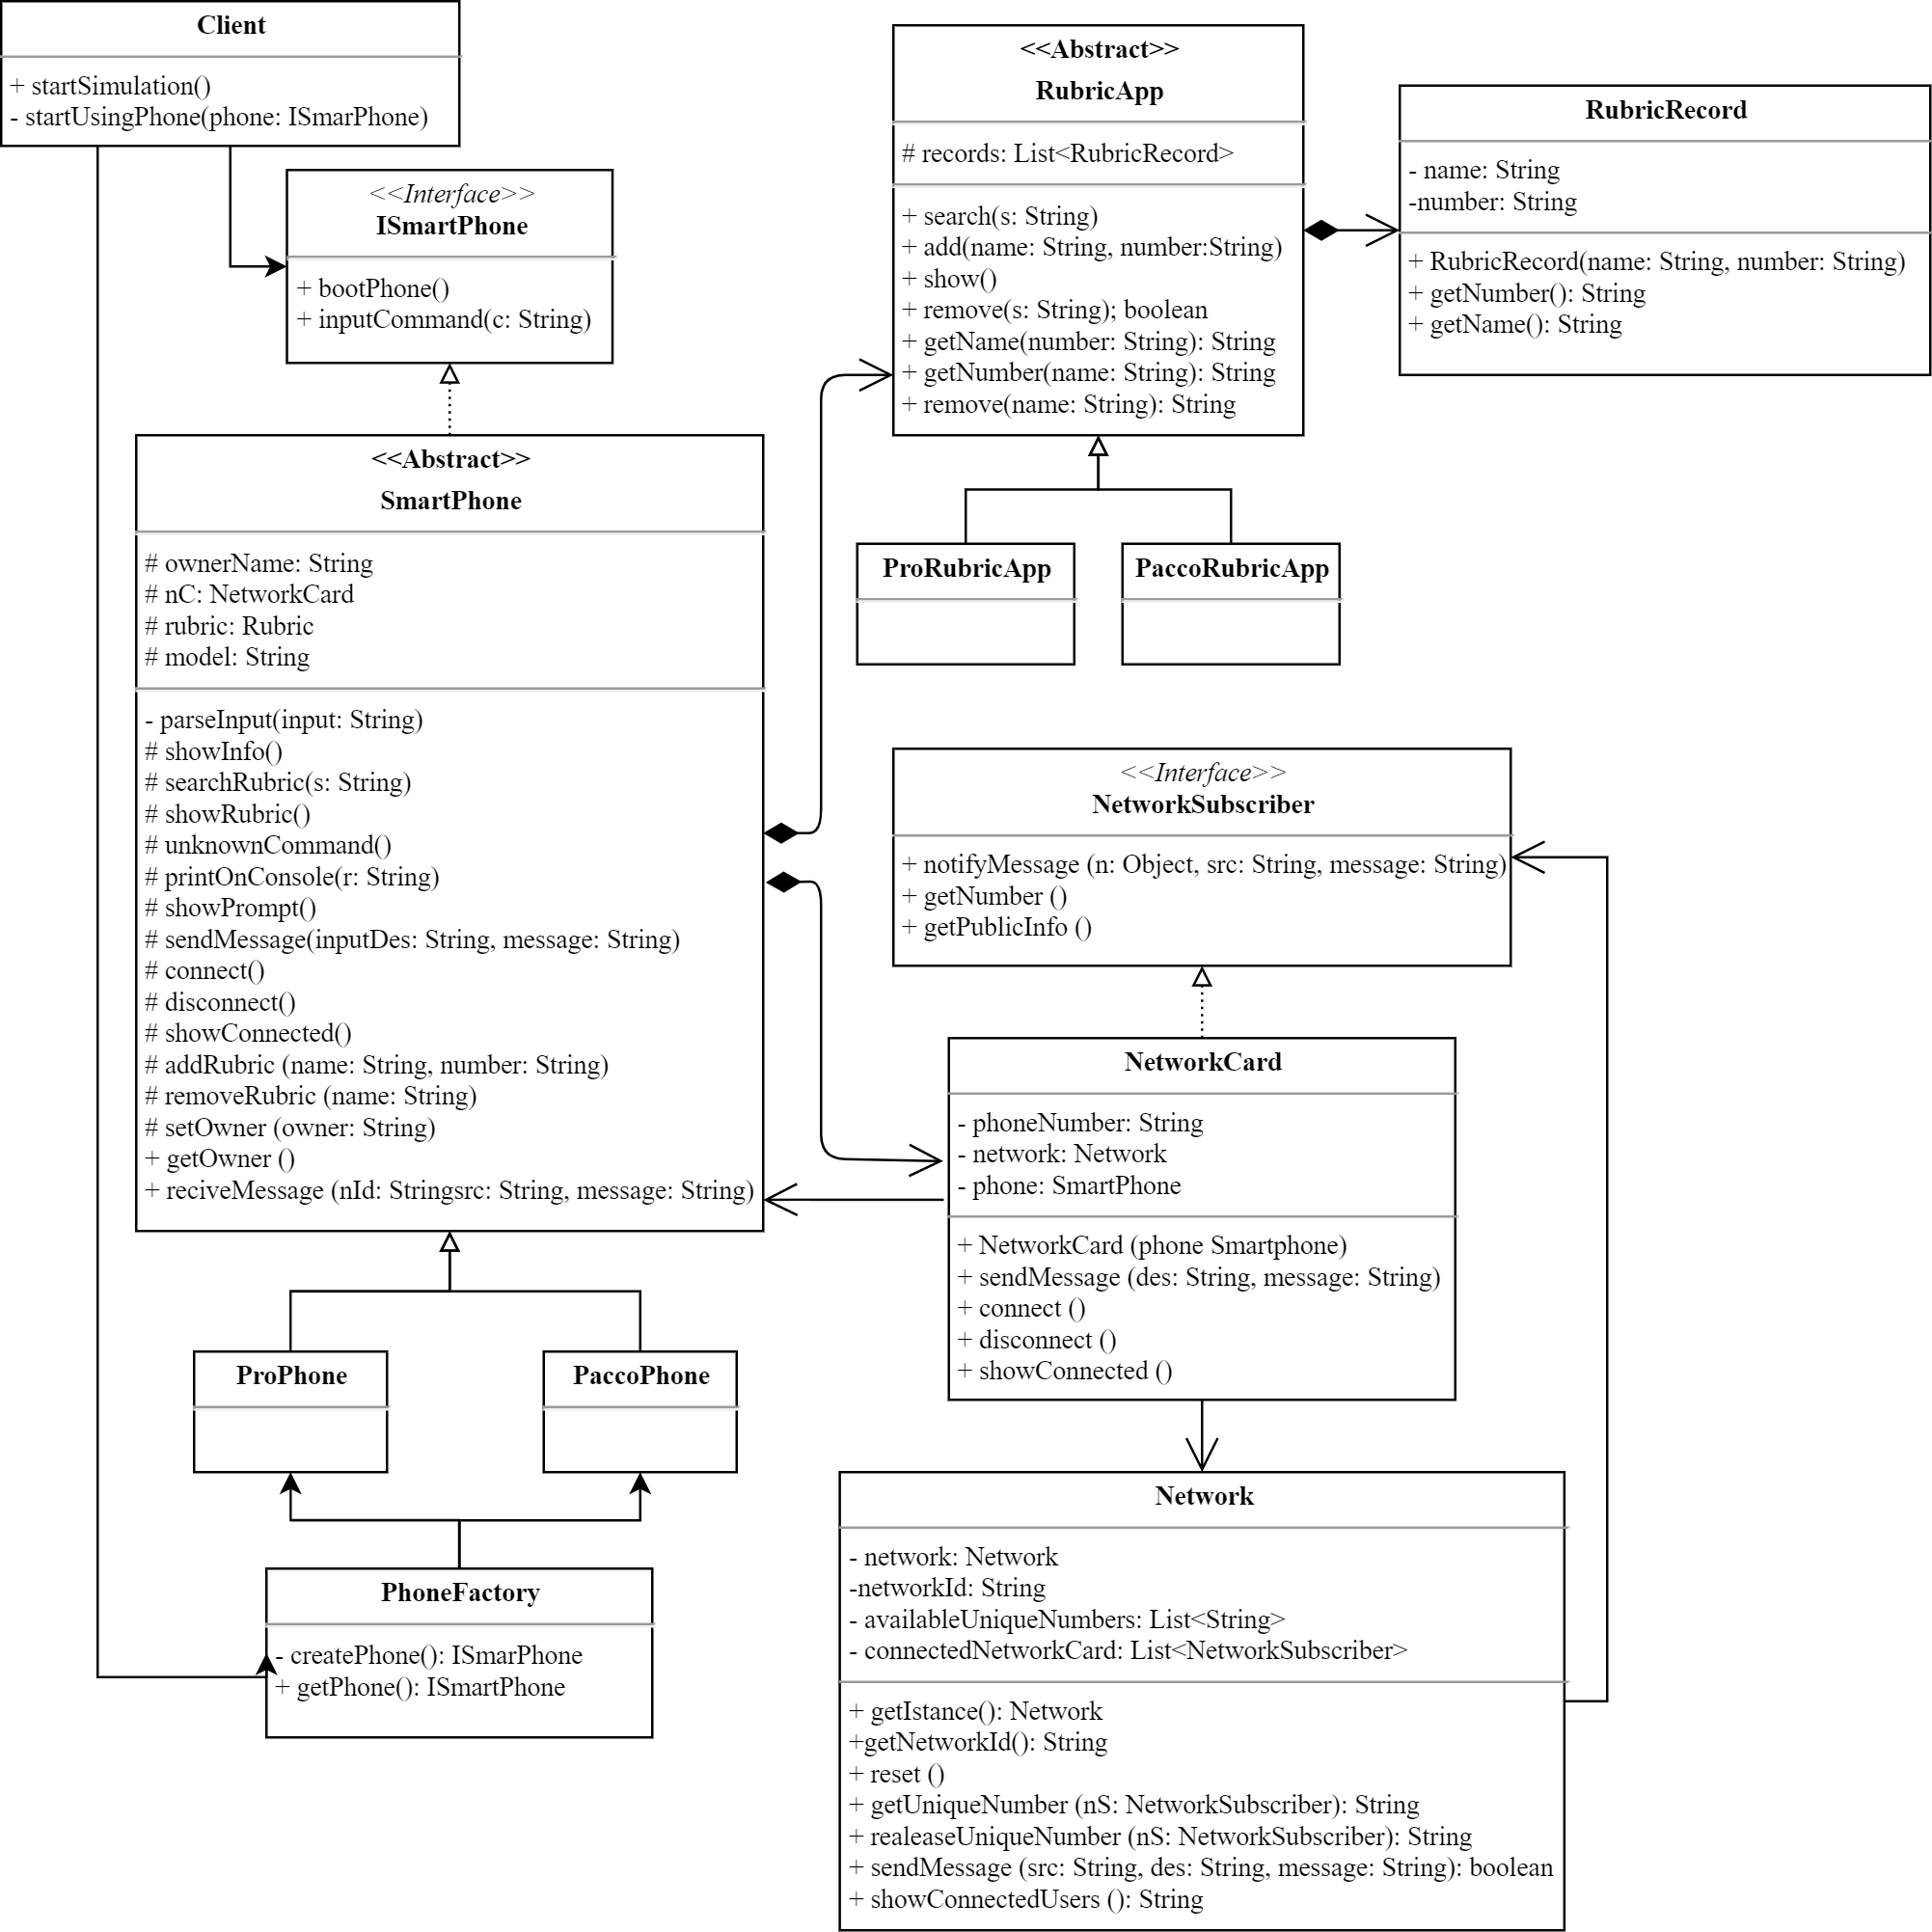 Client
+ startSimulation()
- startUsingPhone(phone: ISmarPhone)
<<Interface>>
ISmartPhone
+ bootPhone()
+ inputCommand(c: String)
<<Abstract>>
SmartPhone
# ownerName: String
# nC: NetworkCard
# rubric: Rubric
# model: String
- parseInput(input: String)
# showInfo()
# searchRubric(s: String)
# showRubric()
# unknownCommand()
# printOnConsole(r: String)
# showPrompt()
# sendMessage(inputDes: String, message: String)
# connect()
# disconnect()
# showConnected()
# addRubric (name: String, number: String)
# removeRubric (name: String)
# setOwner (owner: String)
+ getOwner ()
+ reciveMessage (nId: Stringsrc: String, message: String)
ProPhone
PaccoPhone
PhoneFactory
- createPhone(): ISmarPhone
+ getPhone(): ISmartPhone
<<Abstract>>
RubricApp
# records: List<RubricRecord>
+ search(s: String)
+ add(name: String, number:String)
+ show()
+ remove(s: String); boolean
+ getName(number: String): String
+ getNumber(name: String): String
+ remove(name: String): String
RubricRecord
- name: String
-number: String
+ RubricRecord(name: String, number: String)
+ getNumber(): String
+ getName(): String
ProRubricApp
PaccoRubricApp
<<Interface>>
NetworkSubscriber
+ notifyMessage (n: Object, src: String, message: String)
+ getNumber ()
+ getPublicInfo ()
NetworkCard
- phoneNumber: String
- network: Network
- phone: SmartPhone
+ NetworkCard (phone Smartphone)
+ sendMessage (des: String, message: String)
+ connect ()
+ disconnect ()
+ showConnected ()
Network
- network: Network
-networkId: String
- availableUniqueNumbers: List<String>
- connectedNetworkCard: List<NetworkSubscriber>
+ getIstance(): Network
+getNetworkId(): String
+ reset ()
+ getUniqueNumber (nS: NetworkSubscriber): String
+ realeaseUniqueNumber (nS: NetworkSubscriber): String
+ sendMessage (src: String, des: String, message: String): boolean
+ showConnectedUsers (): String